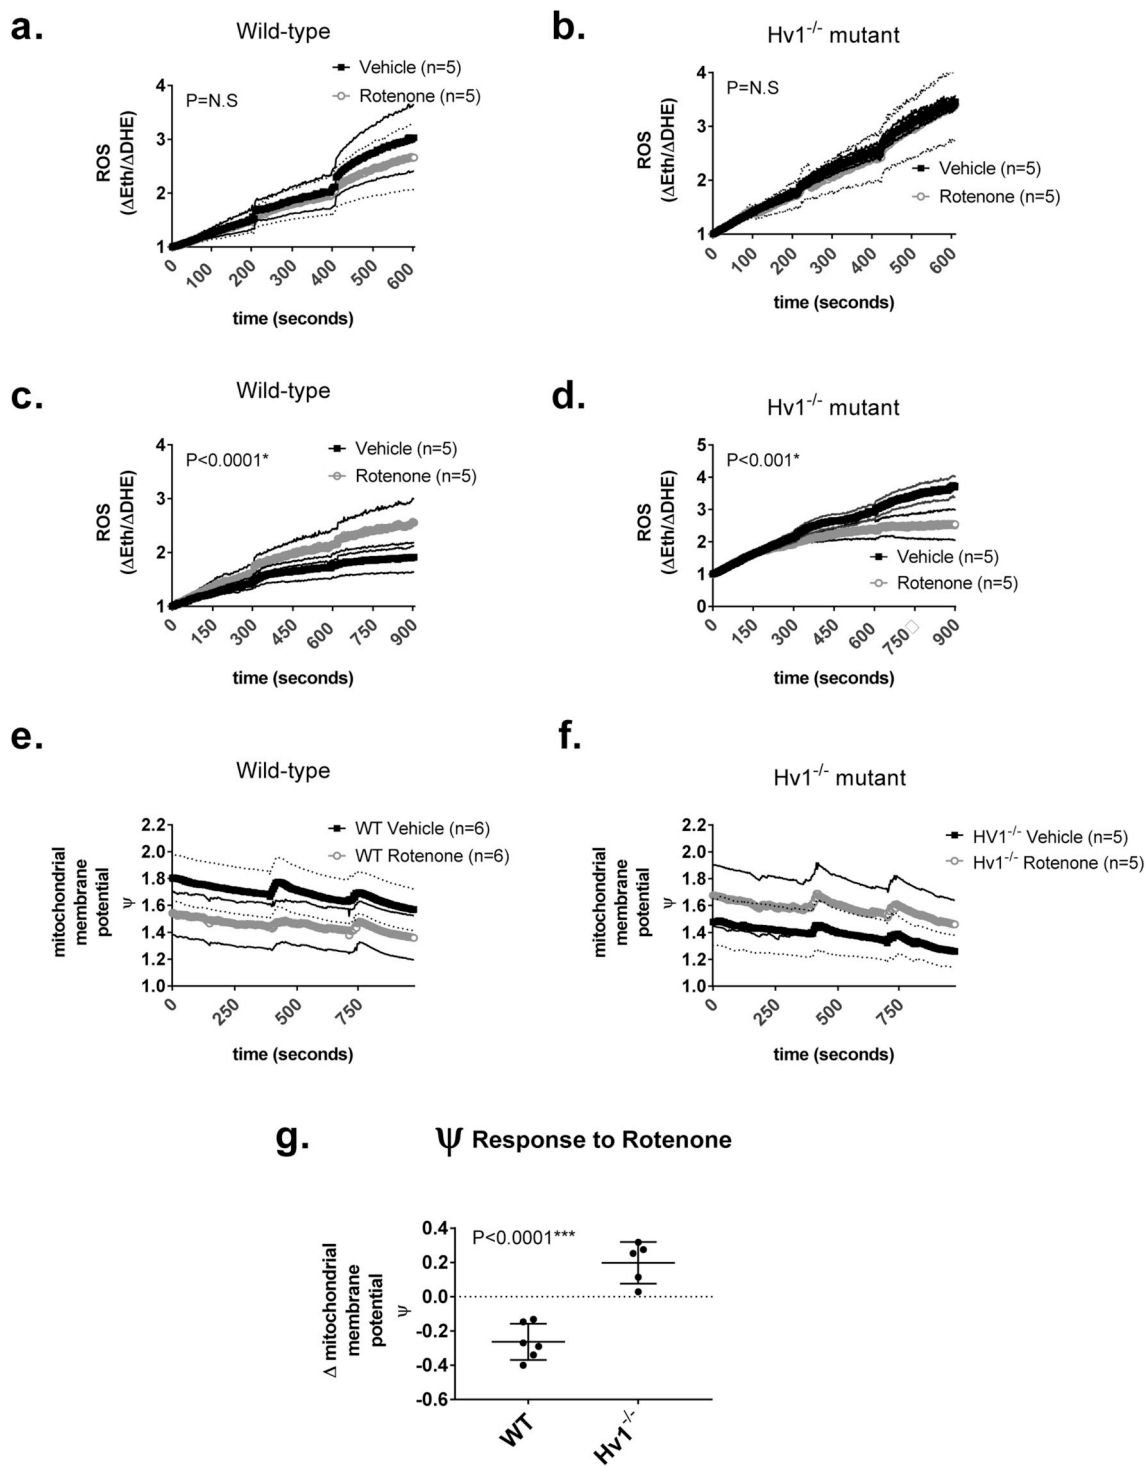 a.
Wild-type
Vehicle (n=5)
Rotenone (n=5)
P=N.S
ROS
(ΔEth/ΔDHE)
4
3
2
1
0
100
200
300
400
500
600
time (seconds)
b.
Hv1-/- mutant
P=N.S
ROS
(ΔEth/ΔDHE)
4
3
2
1
Vehicle (n=5)
Rotenone (n=5)
0
100
200
300
400
500
600
time (seconds)
c.
Wild-type
Vehicle (n=5)
Rotenone (n=5)
P<0.0001*
ROS
(ΔEth/ΔDHE)
4
3
2
1
0
150
300
450
600
750
900
time (seconds)
d.
Hv1-/- mutant
P<0.001*
ROS
(ΔEth/ΔDHE)
5
4
3
2
1
0
Vehicle (n=5)
Rotenone (n=5)
0
150
300
450
600
750
900
time (seconds)
e.
Wild-type
WT Vehicle (n=6)
WT Rotenone (n=6)
mitochondrial
membrane
potential
ψ
2.2
2.0
1.8
1.6
1.4
1.2
1.0
0
250
500
750
time (seconds)
f.
Hv1-/- mutant
HV1-/- Vehicle (n=5)
Hv1-/- Rotenone (n=5)
mitochondrial
membrane
potential
ψ
2.2
2.0
1.8
1.6
1.4
1.2
1.0
0
250
500
750
time (seconds)
g.
ψ Response to Rotenone
P<0.0001***
Δ mitochondrial
membrane
potential
ψ
0.4
0.2
0.0
-0.2
-0.4
-0.6
WT
Hv1-/-